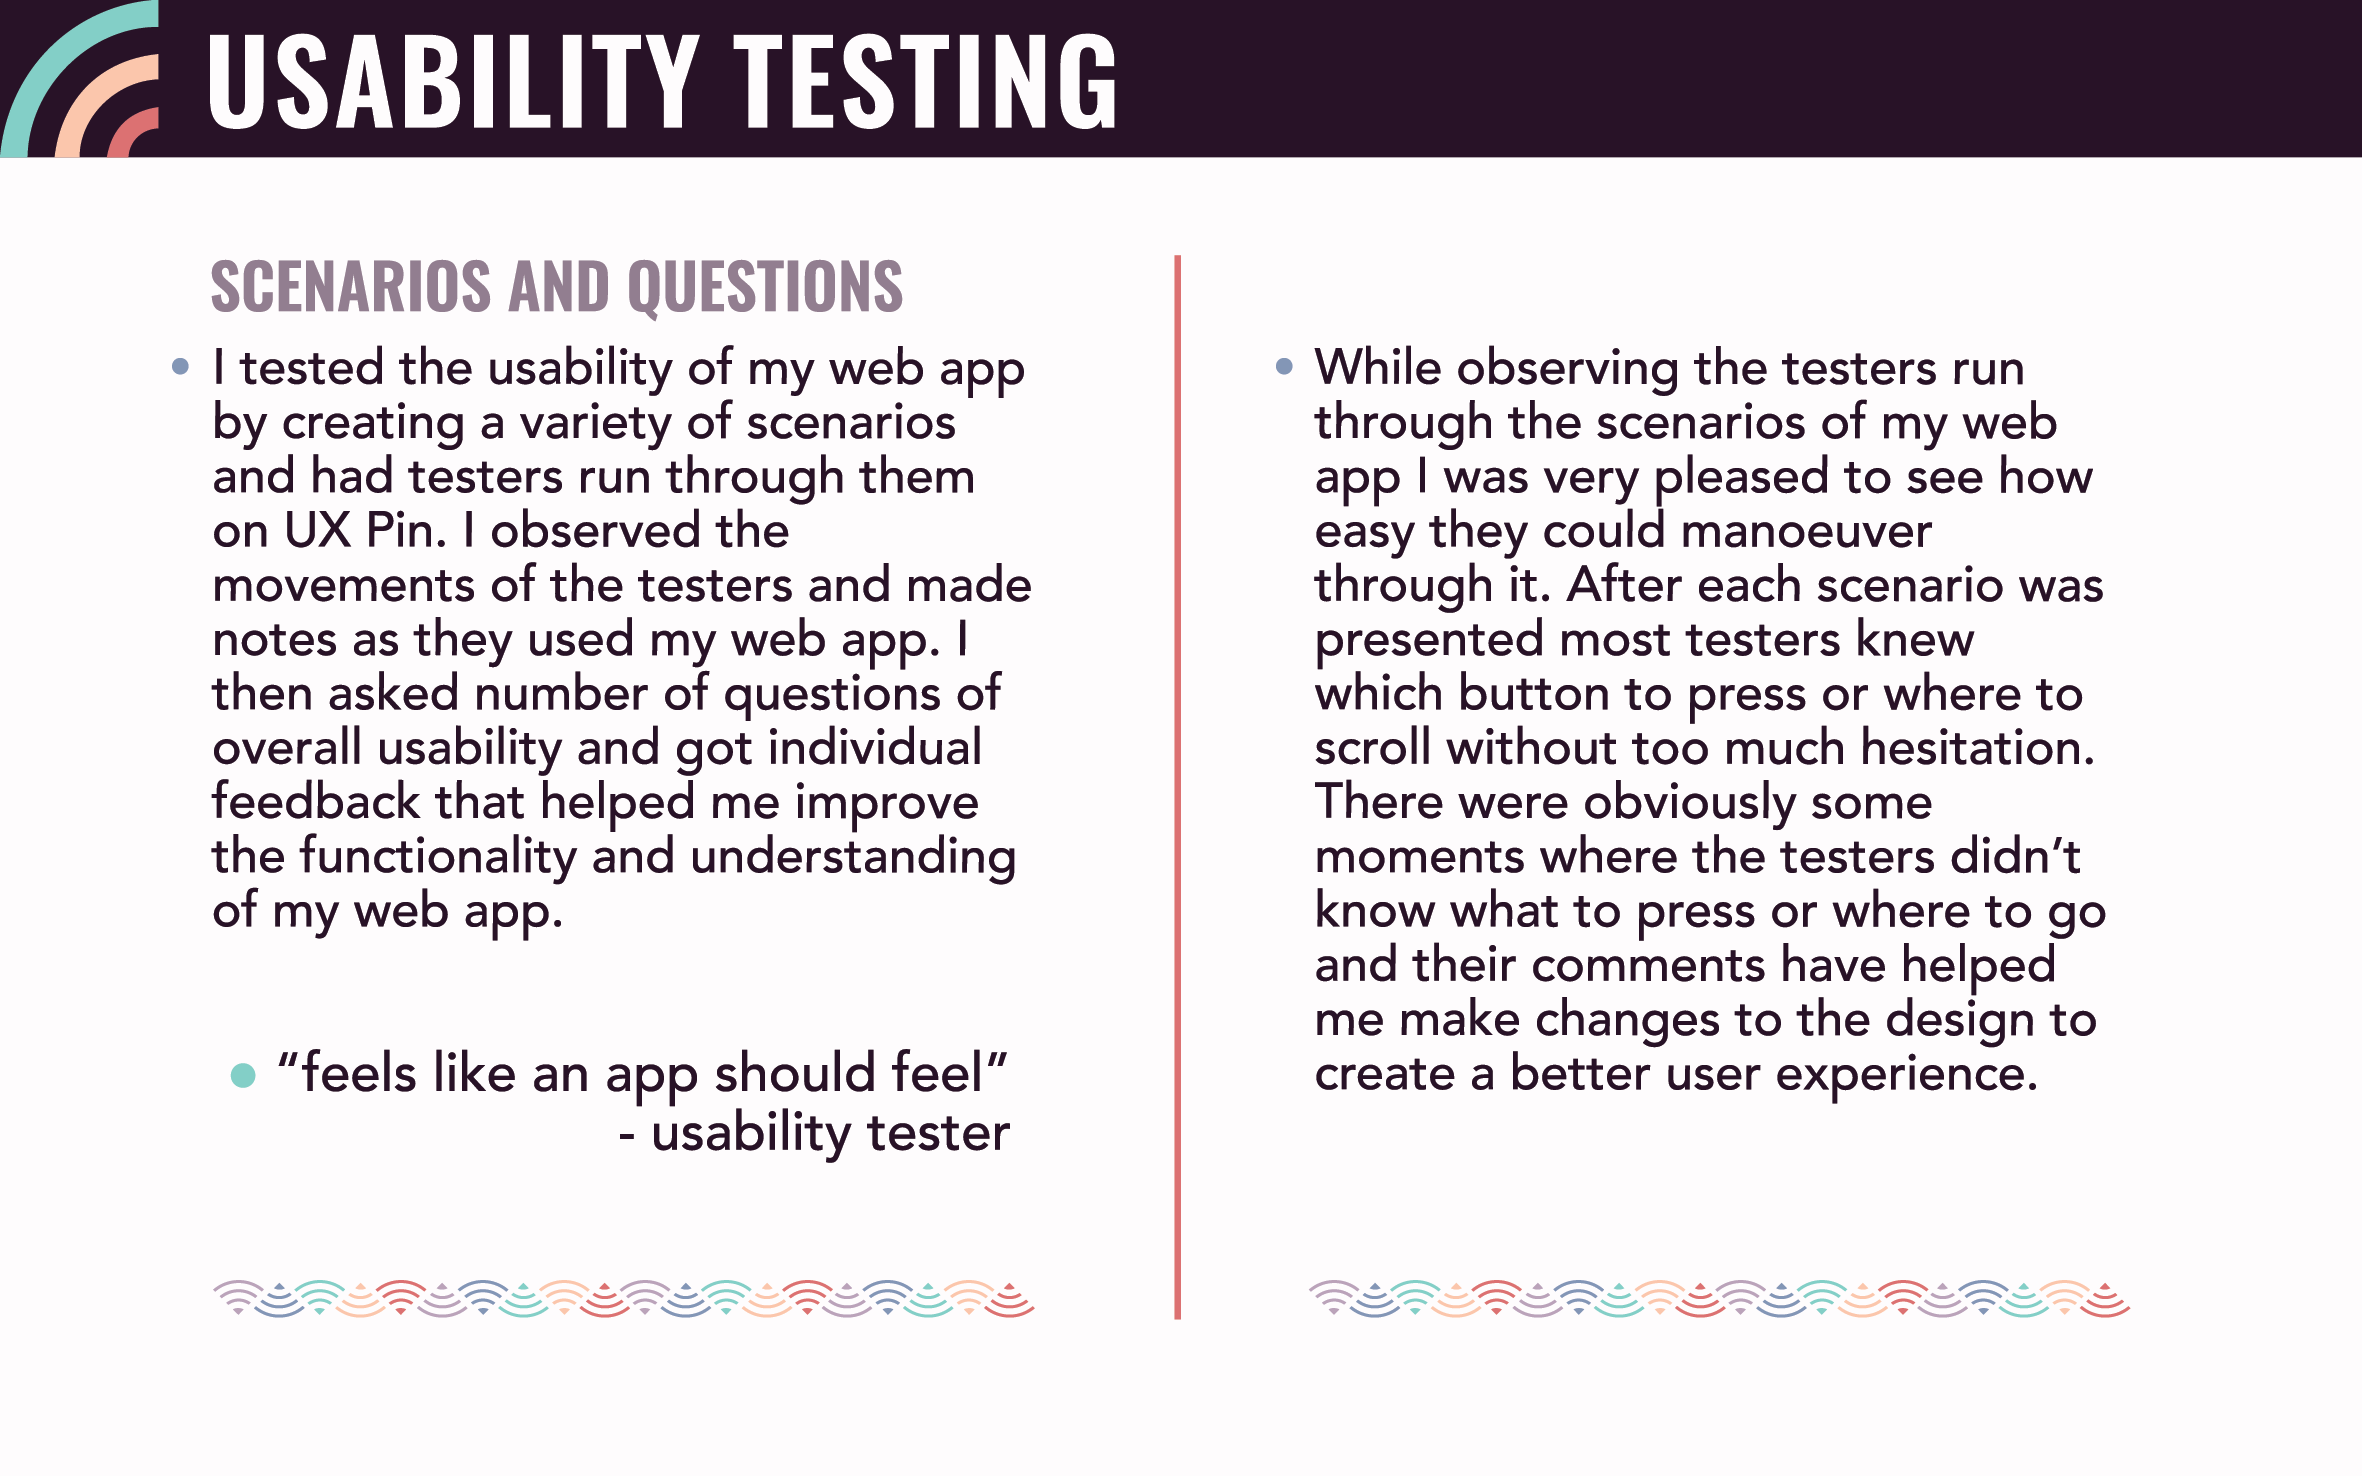 USABILITY TESTING
SCENARIOS AND QUESTIONS
• I tested the usability of my web app
by creating a variety of scenarios
and had testers run through them
on UX Pin. I observed the
movements of the testers and made
notes as they used my web app. I
then asked number of questions of
overall usability and got individual
feedback that helped me improve
the functionality and understanding
of my web app.
• “feels like an app should feel”
- usability tester
• While observing the testers run
through the scenarios of my web
app I was very pleased to see how
easy they could manoeuver
through it. After each scenario was
presented most testers knew
which button to press or where to
scroll without too much hesitation.
There were obviously some
moments where the testers didn’t
know what to press or where to go
and their comments have helped
me make changes to the design to
create a better user experience.